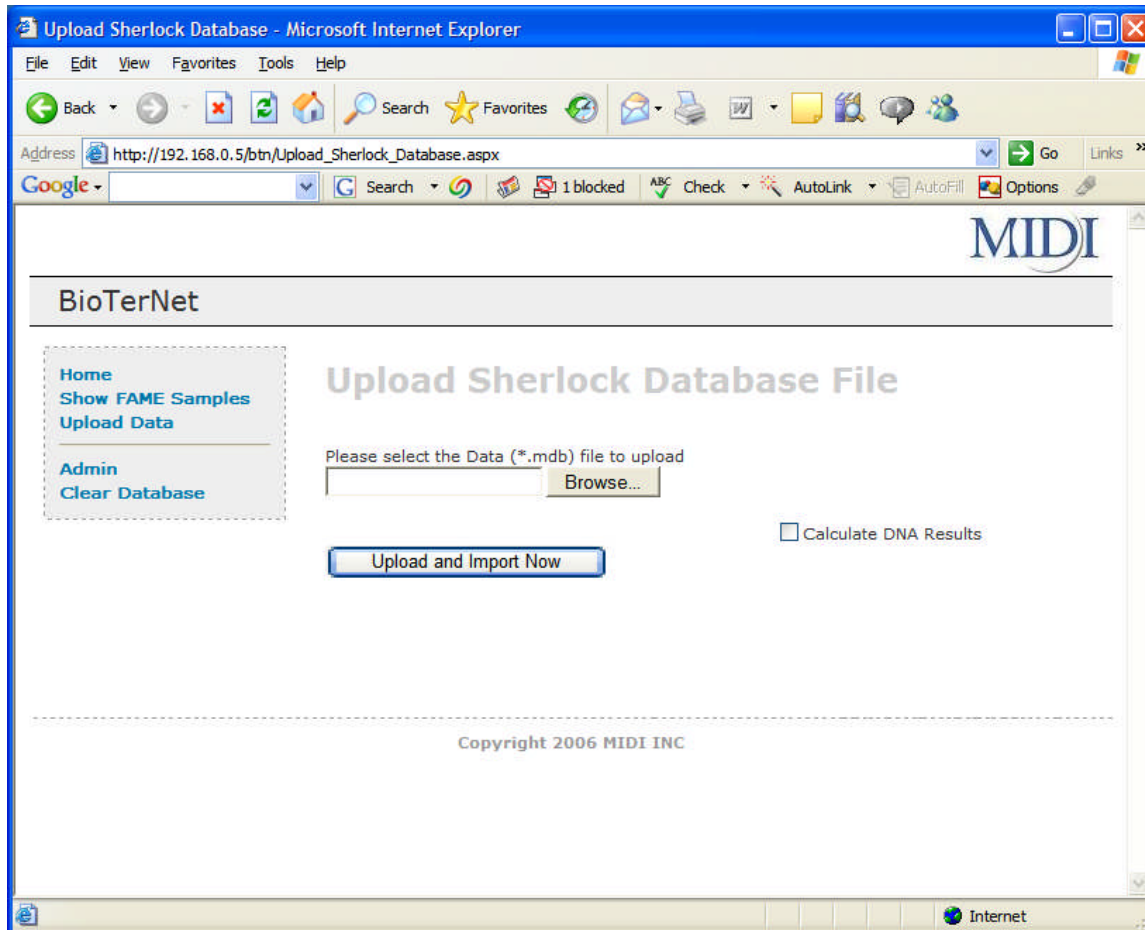 Upload Sherlock Database - Microsoft Internet Explorer
File Edit View Favorites Tools Help
Back Search Favorites
Address http://192.168.0.5/btn/Upload_Sherlock_Database.aspx Go Links »
Google Search 1 blocked ABC Check AutoLink AutoFill Options
MIDI
BioTerNet
Home
Show FAME Samples
Upload Data
Admin
Clear Database
Upload Sherlock Database File
Please select the Data (*.mdb) file to upload
Browse...
Calculate DNA Results
Upload and Import Now
Copyright 2006 MIDI INC
Internet